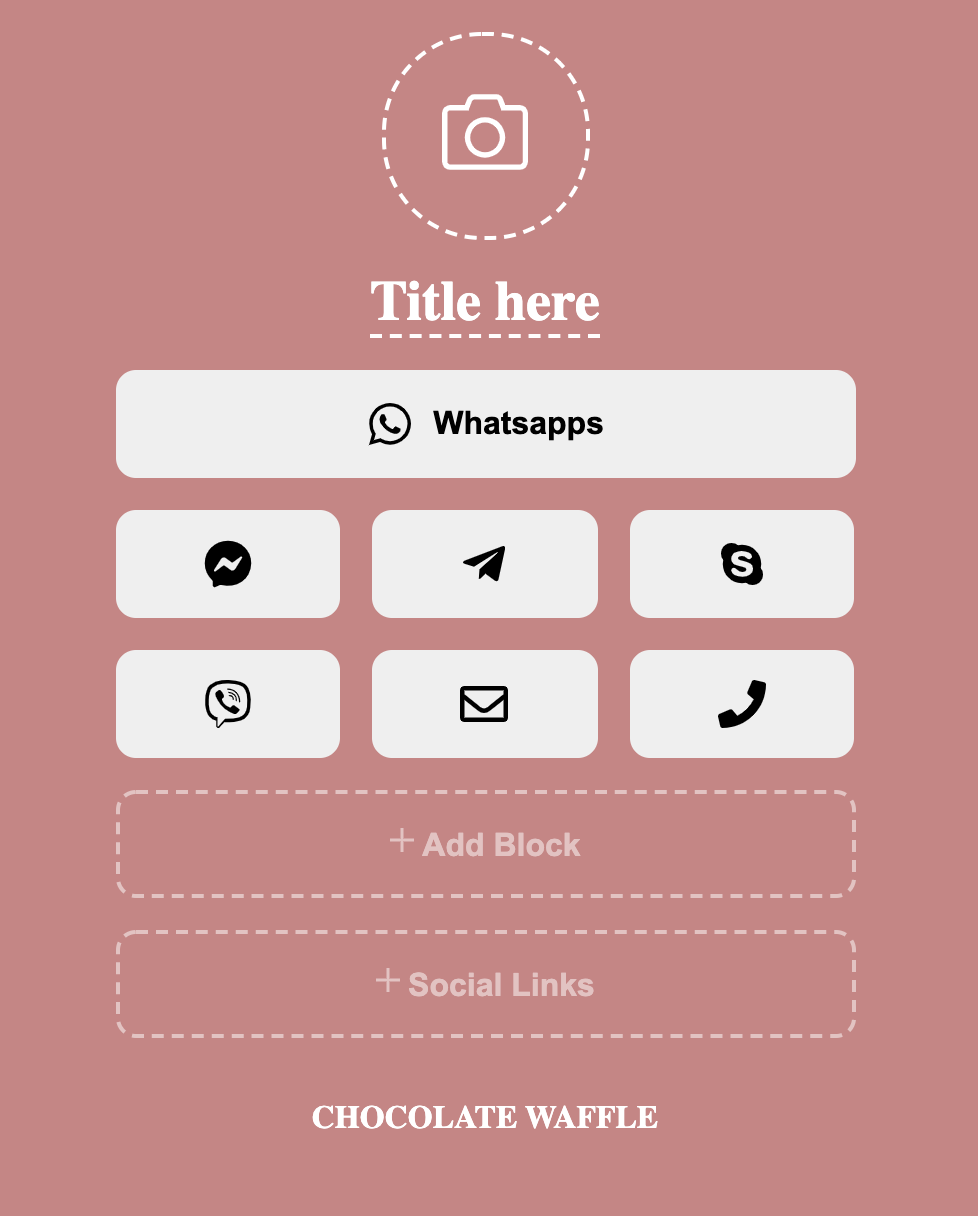 Title here
Whatsapps
+ Add Block
+ Social Links
CHOCOLATE WAFFLE